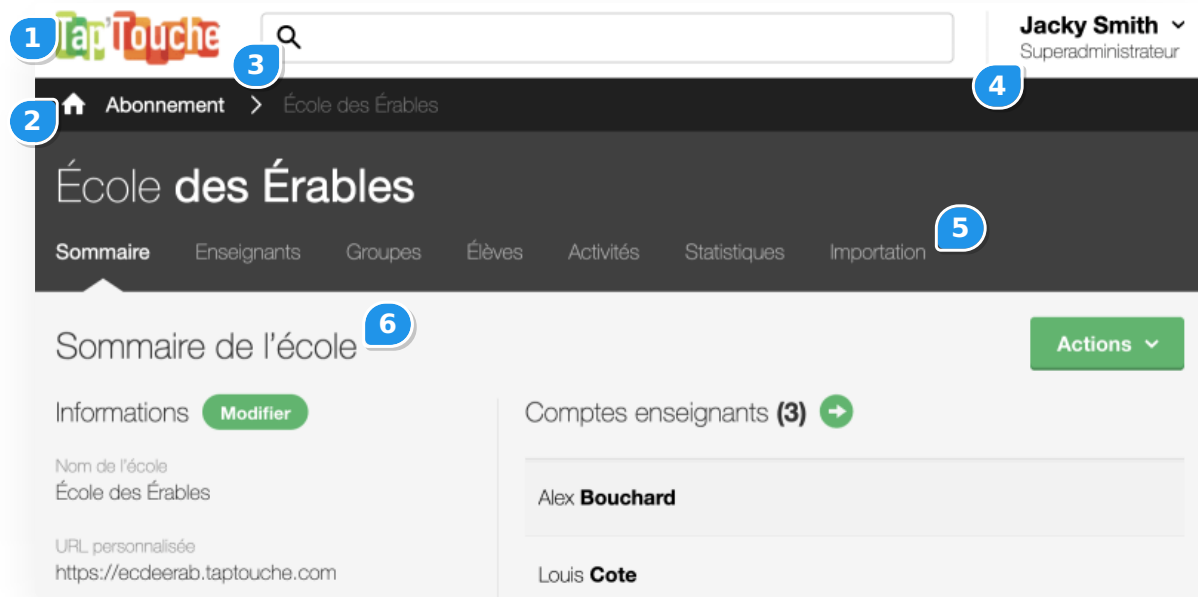 1 Tap'Touche
3
Jacky Smith
Superadministrateur
4
2 Abonnement > École des Érables
École des Érables
Sommaire Enseignants Groupes Élèves Activités Statistiques Importation 5
Sommaire de l'école 6
Actions
Informations Modifier
Comptes enseignants (3)
Nom de l'école
École des Érables
Alex Bouchard
URL personnalisée
https://ecdeerab.taptouche.com
Louis Cote